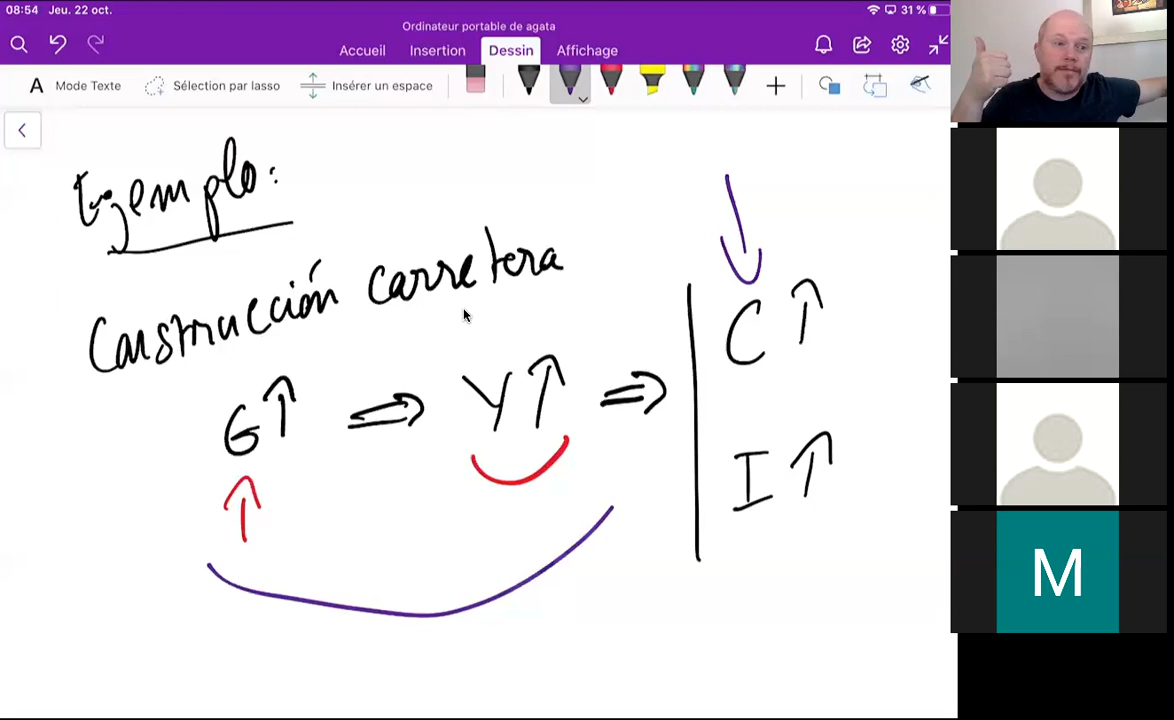 08:54 Jeu. 22 oct.
31 %
Ordinateur portable de agata
Accueil Insertion Dessin Affichage
A Mode Texte Sélection par lasso Insérer un espace
Ejemplo:
Construcción carretera
G↑ ⇒ Y↑ ⇒ C↑
I↑
M